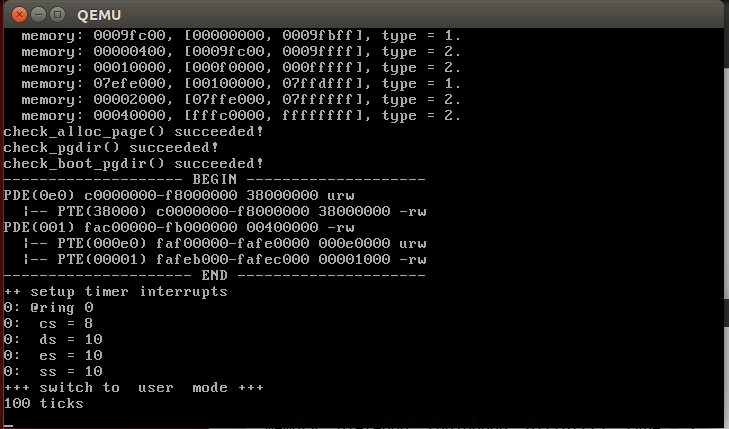 QEMU
memory: 0009fc00, [00000000, 0009fbff], type = 1.
memory: 00000400, [0009fc00, 0009ffff], type = 2.
memory: 00010000, [000f0000, 000fffff], type = 2.
memory: 07efe000, [00100000, 07ffdfff], type = 1.
memory: 00002000, [07ffe000, 07ffffff], type = 2.
memory: 00040000, [fffc0000, ffffffff], type = 2.
check_alloc_page() succeeded!
check_pgdir() succeeded!
check_boot_pgdir() succeeded!
-------------------- BEGIN --------------------
PDE(0e0) c0000000-f8000000 38000000 urw
|-- PTE(38000) c0000000-f8000000 38000000 -rw
PDE(001) fac00000-fb000000 00400000 -rw
|-- PTE(000e0) faf00000-fafe0000 000e0000 urw
|-- PTE(00001) fafeb000-fafec000 00001000 -rw
--------------------- END ---------------------
++ setup timer interrupts
0: @ring 0
0:  cs = 8
0:  ds = 10
0:  es = 10
0:  ss = 10
+++ switch to  user  mode +++
100 ticks